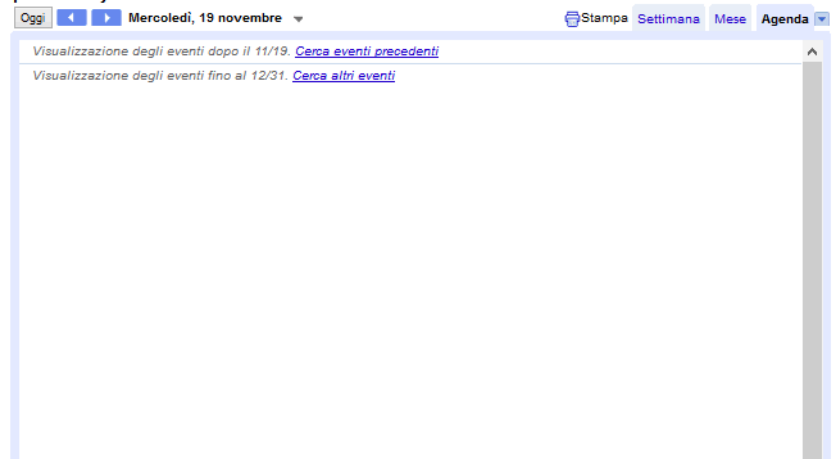 Oggi Mercoledì, 19 novembre Stampa Settimana Mese Agenda
Visualizzazione degli eventi dopo il 11/19. Cerca eventi precedenti
Visualizzazione degli eventi fino al 12/31. Cerca altri eventi